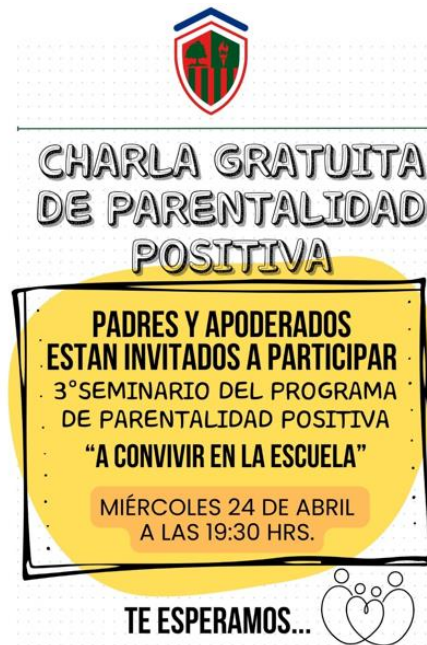 CHARLA GRATUITA
DE PARENTALIDAD
POSITIVA
PADRES Y APODERADOS
ESTAN INVITADOS A PARTICIPAR
3°SEMINARIO DEL PROGRAMA
DE PARENTALIDAD POSITIVA
“A CONVIVIR EN LA ESCUELA”
MIÉRCOLES 24 DE ABRIL
A LAS 19:30 HRS.
TE ESPERAMOS...